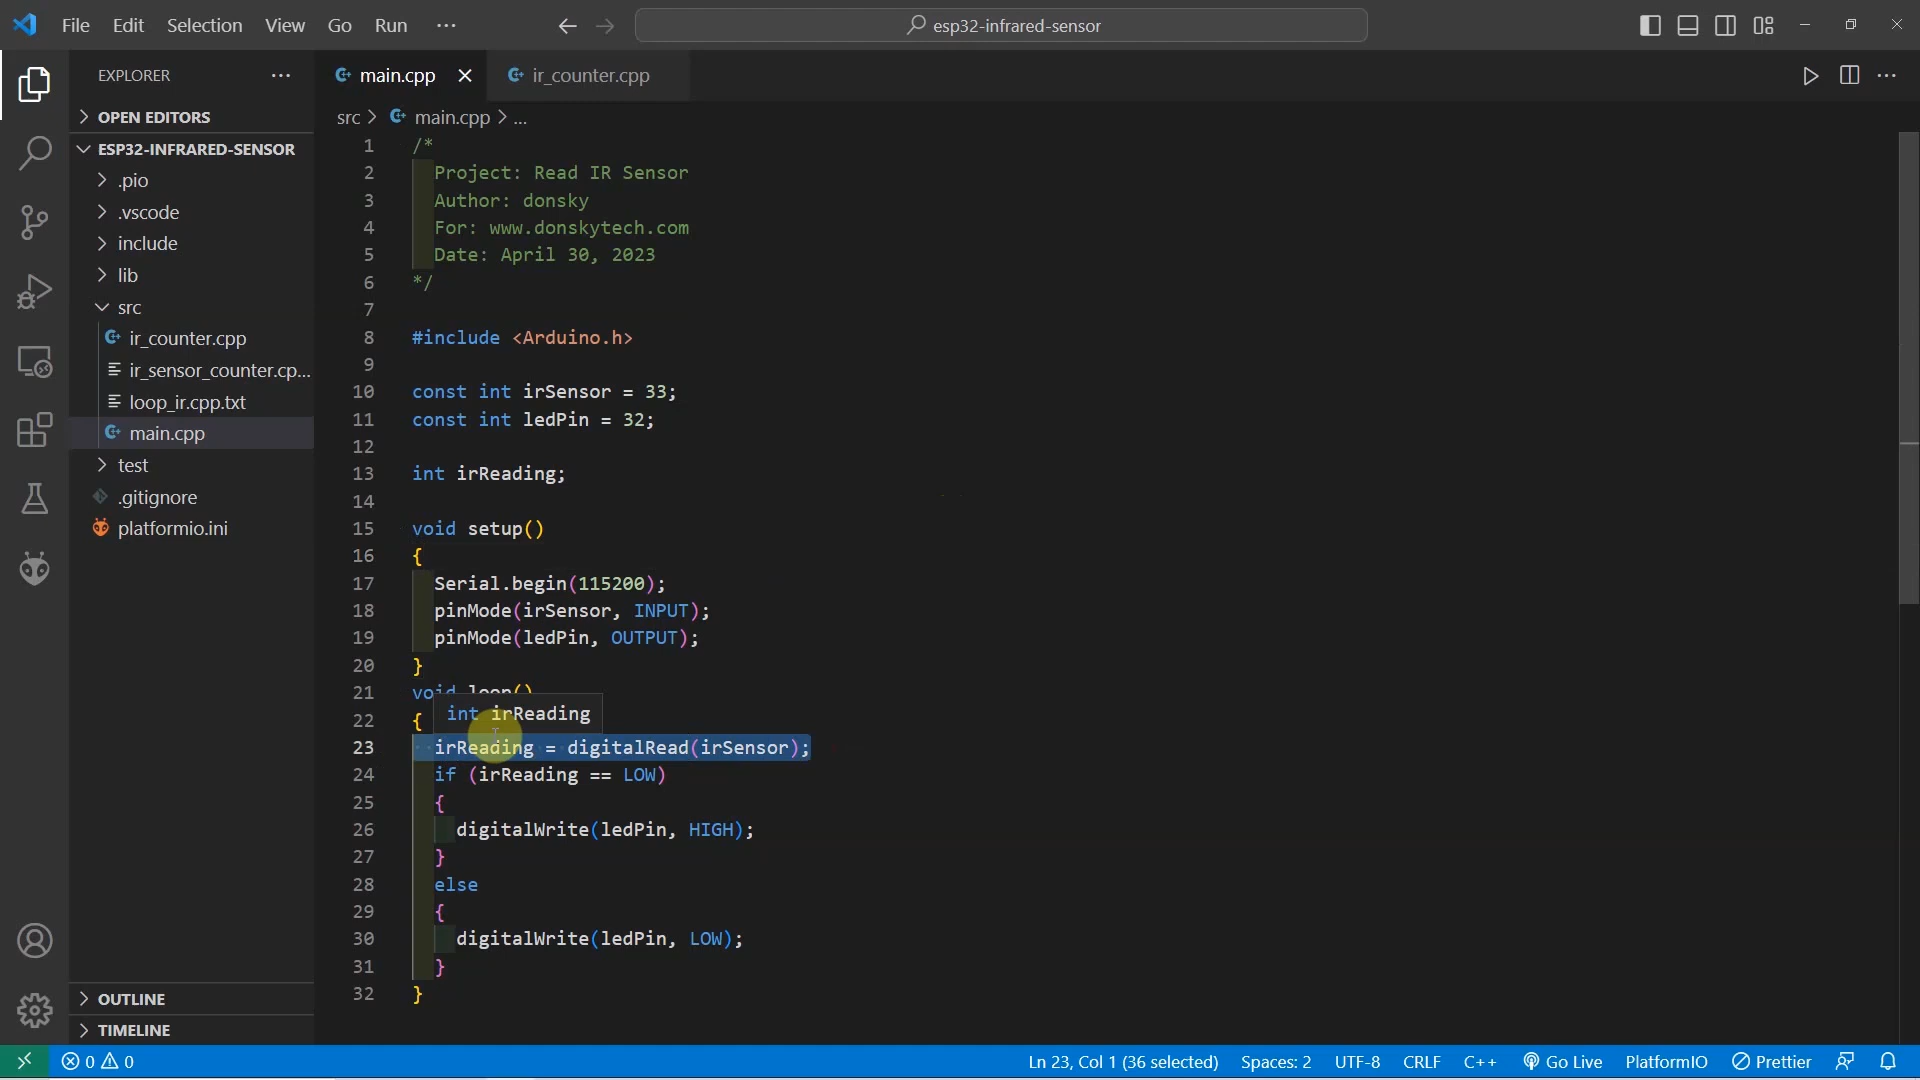 File Edit Selection View Go Run ···
esp32-infrared-sensor
EXPLORER ···
OPEN EDITORS
ESP32-INFRARED-SENSOR
.pio
.vscode
include
lib
src
ir_counter.cpp
ir_sensor_counter.cp...
loop_ir.cpp.txt
main.cpp
test
.gitignore
platformio.ini
OUTLINE
TIMELINE
main.cpp ir_counter.cpp
src > main.cpp > ...
1 /*
2 Project: Read IR Sensor
3 Author: donsky
4 For: www.donskytech.com
5 Date: April 30, 2023
6 */
7
8 #include <Arduino.h>
9
10 const int irSensor = 33;
11 const int ledPin = 32;
12
13 int irReading;
14
15 void setup()
16 {
17 Serial.begin(115200);
18 pinMode(irSensor, INPUT);
19 pinMode(ledPin, OUTPUT);
20 }
21 void loop()
int irReading
22 {
23 irReading = digitalRead(irSensor);
24 if (irReading == LOW)
25 {
26 digitalWrite(ledPin, HIGH);
27 }
28 else
29 {
30 digitalWrite(ledPin, LOW);
31 }
32 }
0 0 Ln 23, Col 1 (36 selected) Spaces: 2 UTF-8 CRLF C++ Go Live PlatformIO Prettier